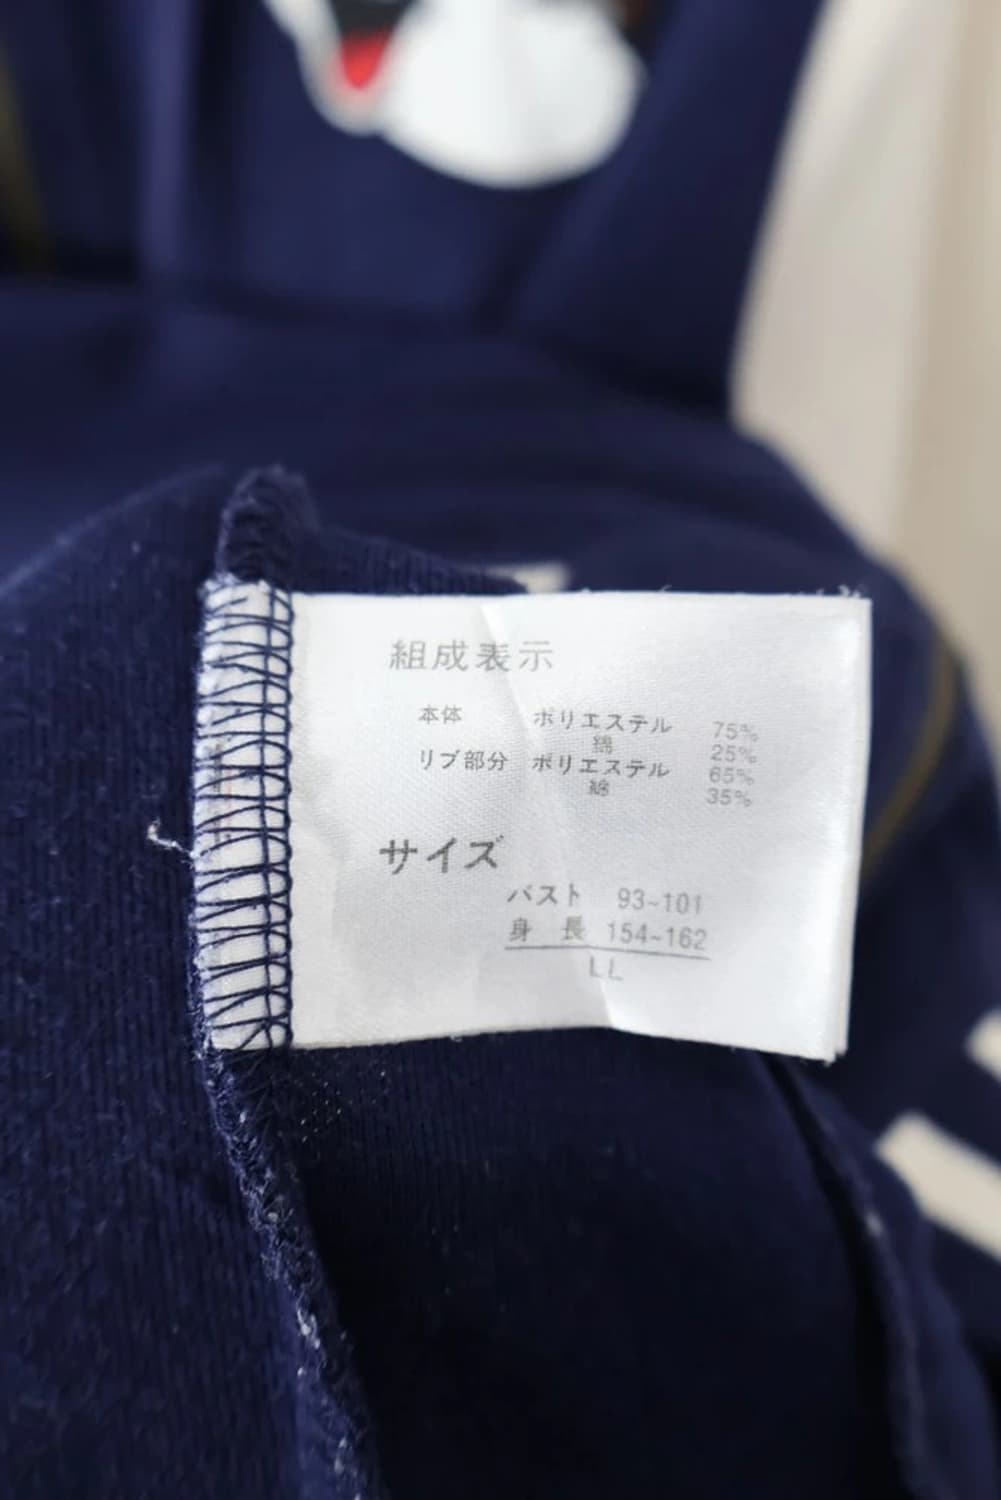 組成表示
本体 ポリエステル 75%
綿 25%
リブ部分 ポリエステル 65%
綿 35%
サイズ
バスト 93~101
身長 154~162
LL